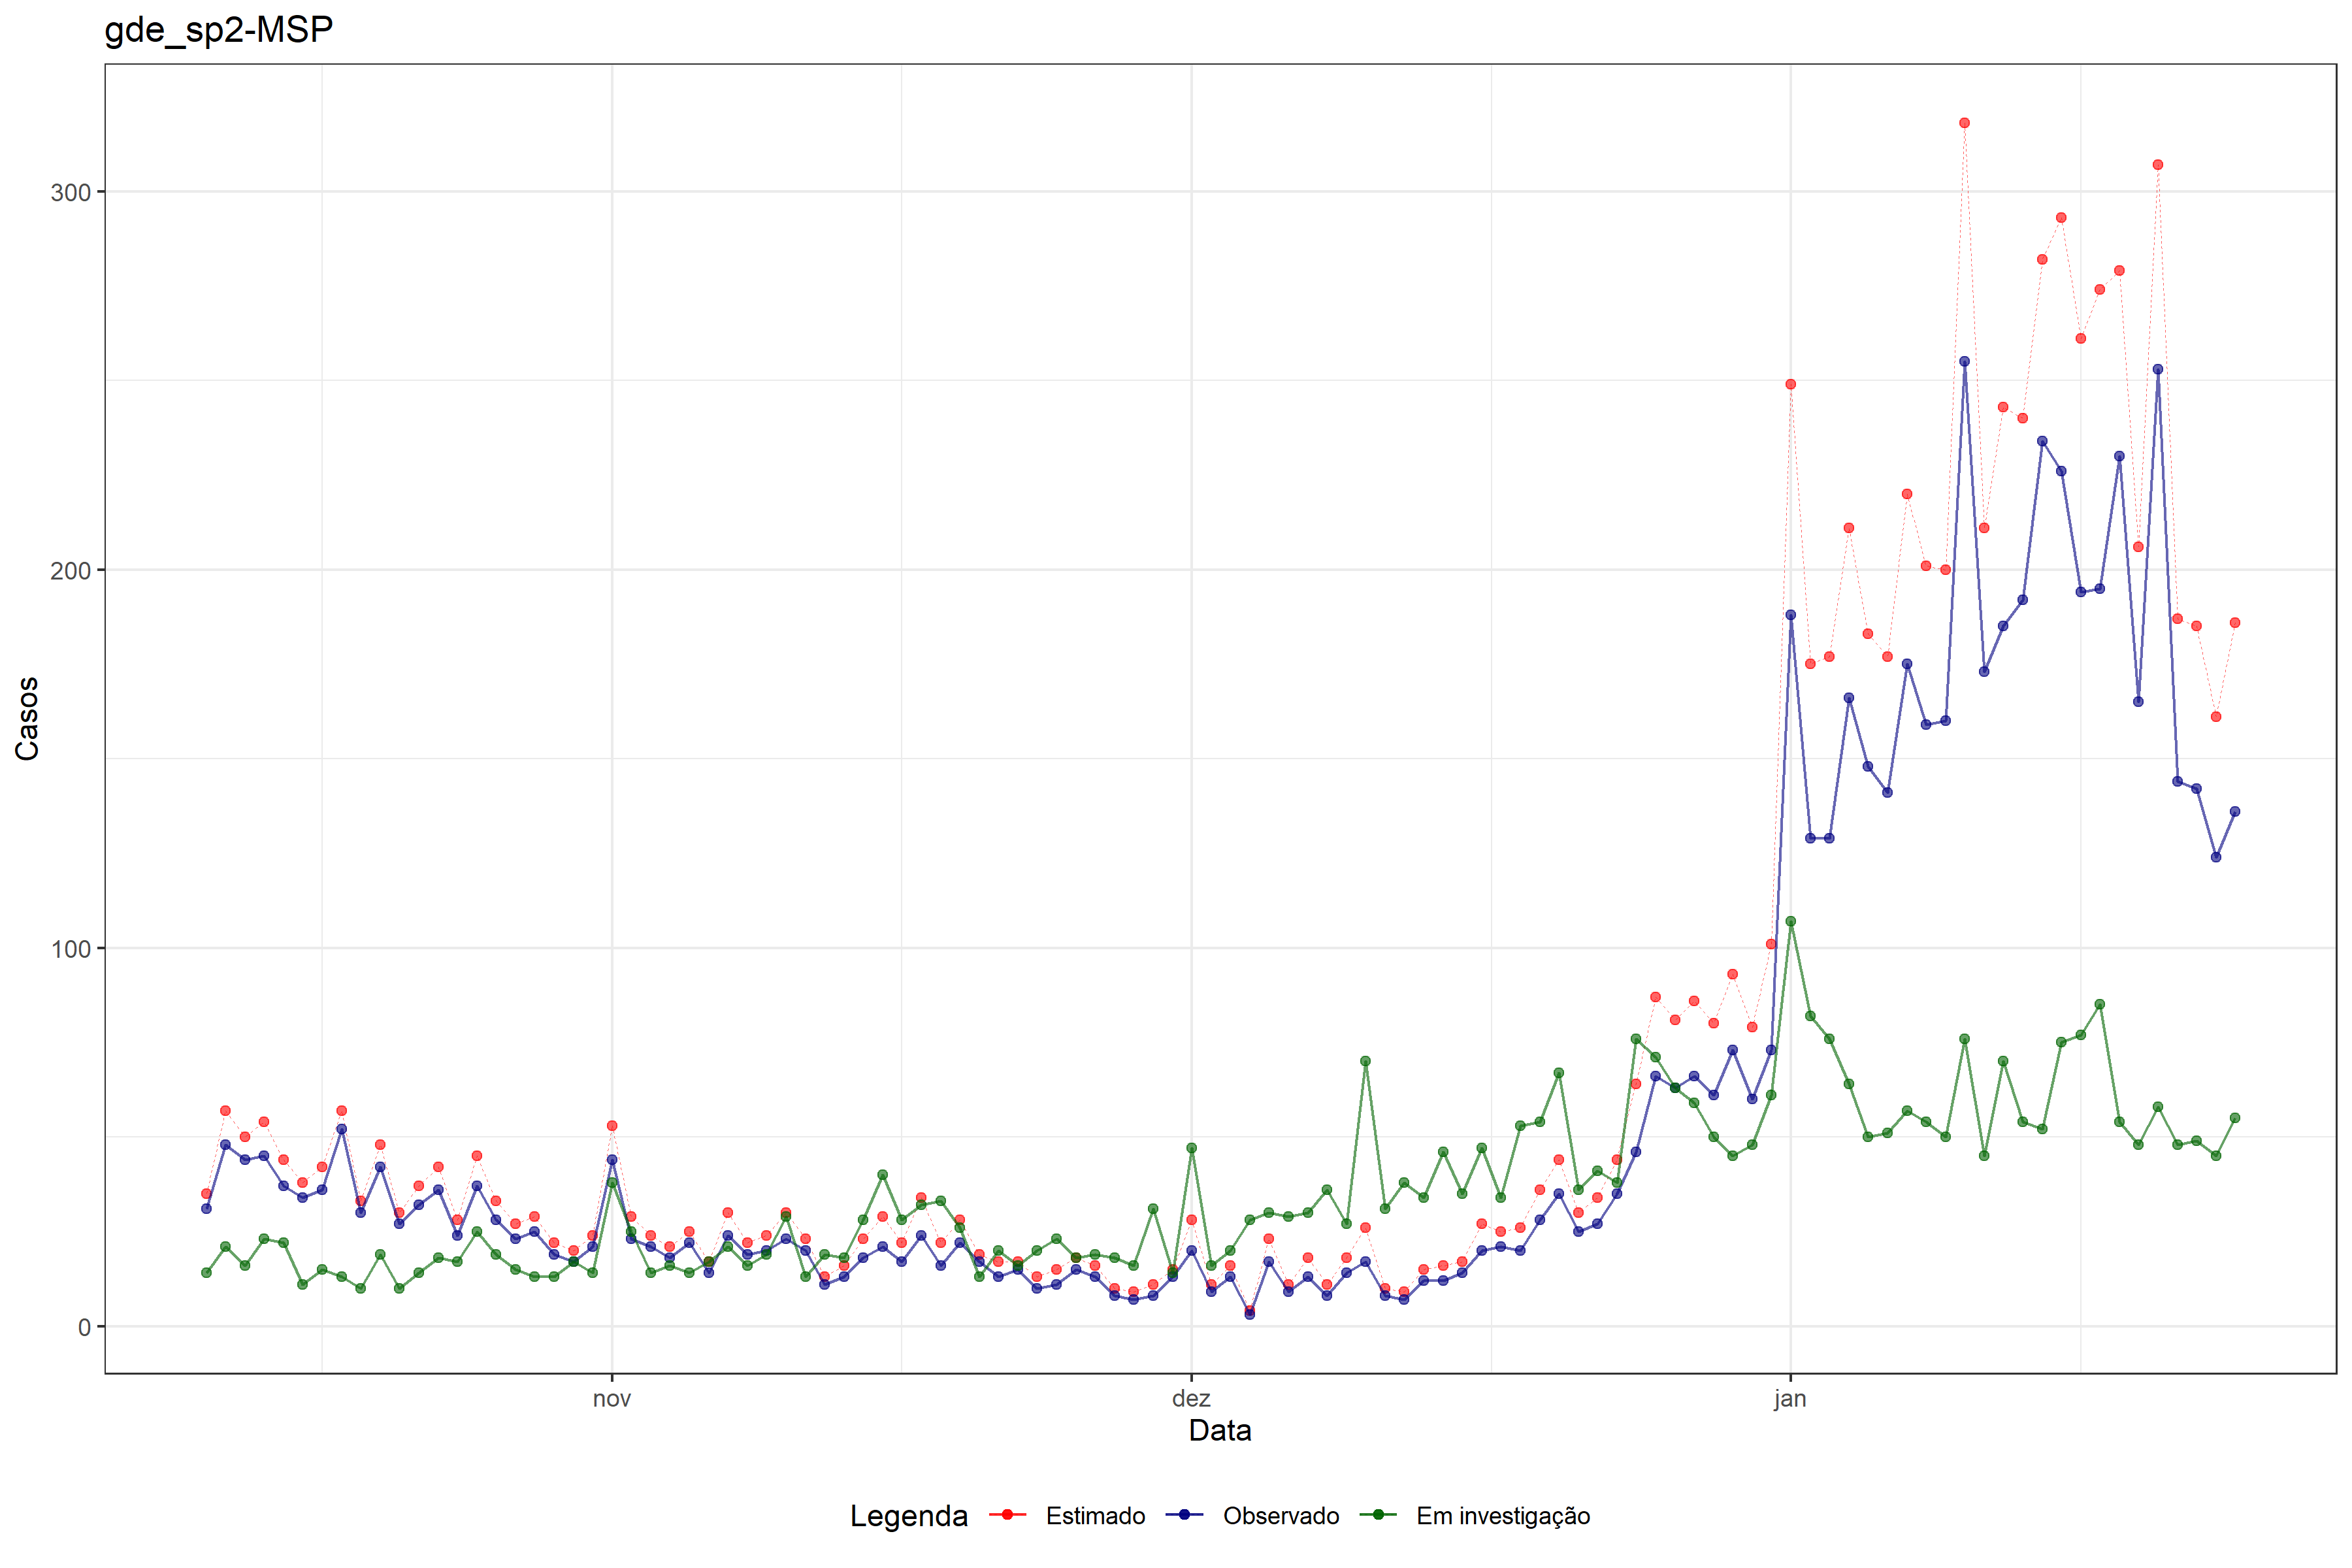 gde_sp2-MSP
Casos
300
200
100
0
nov dez jan
Data
Legenda Estimado Observado Em investigação